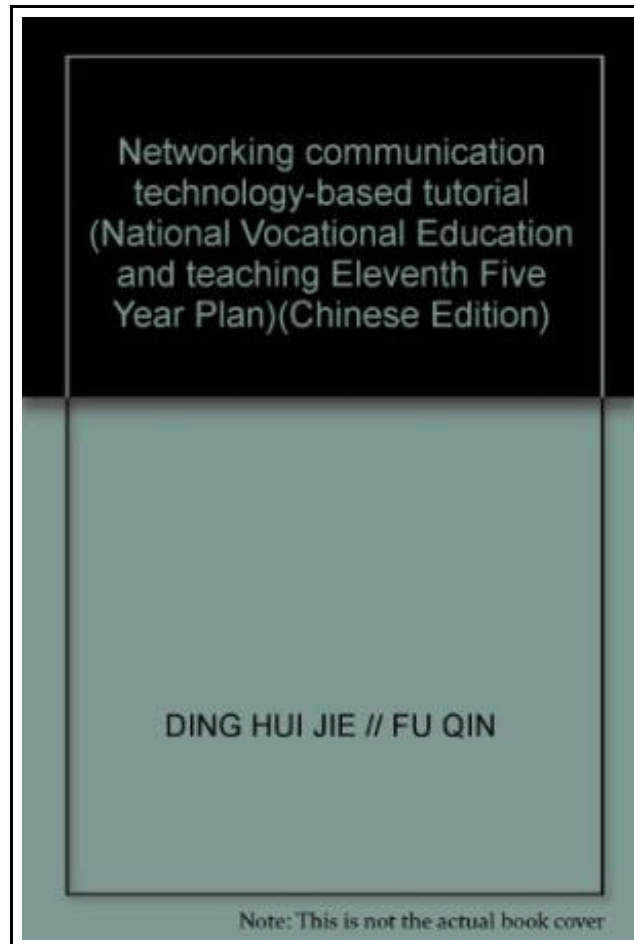 Networking communication
technology-based tutorial
(National Vocational Education
and teaching Eleventh Five
Year Plan)(Chinese Edition)
DING HUI JIE // FU QIN
Note: This is not the actual book cover